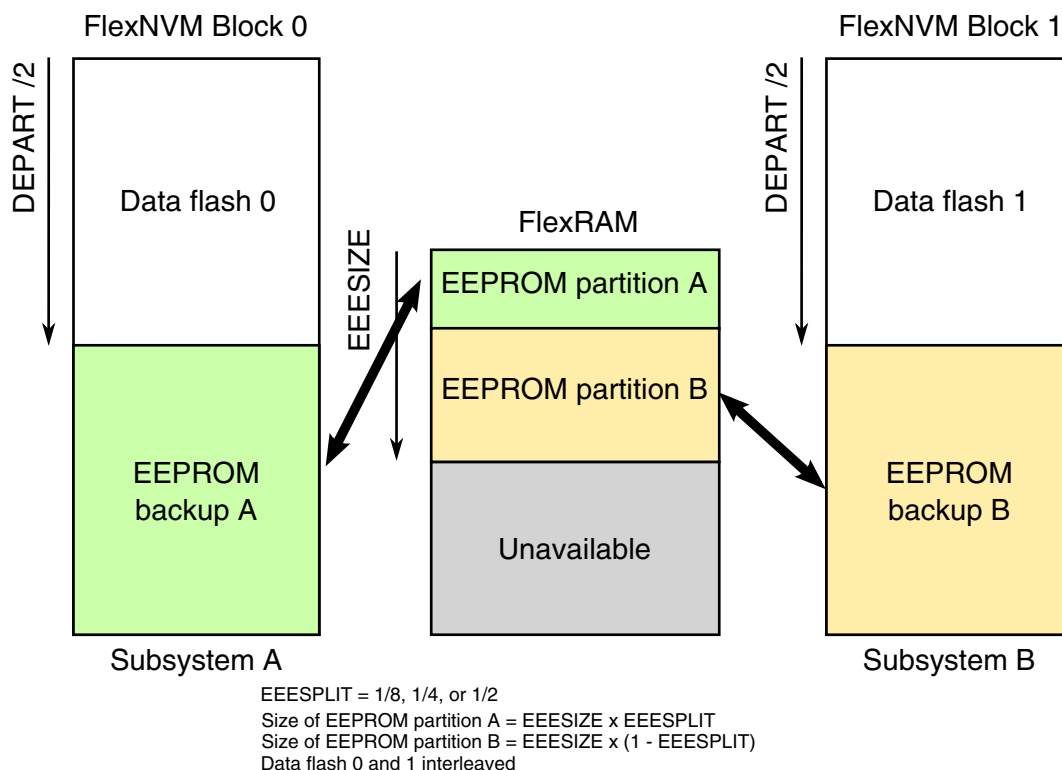 FlexNVM Block 0
FlexNVM Block 1
DEPART /2
DEPART /2
Data flash 0
Data flash 1
FlexRAM
EEESIZE
EEPROM partition A
EEPROM partition B
EEPROM
backup A
EEPROM
backup B
Unavailable
Subsystem A
Subsystem B
EEESPLIT = 1/8, 1/4, or 1/2
Size of EEPROM partition A = EEESIZE x EEESPLIT
Size of EEPROM partition B = EEESIZE x (1 - EEESPLIT)
Data flash 0 and 1 interleaved